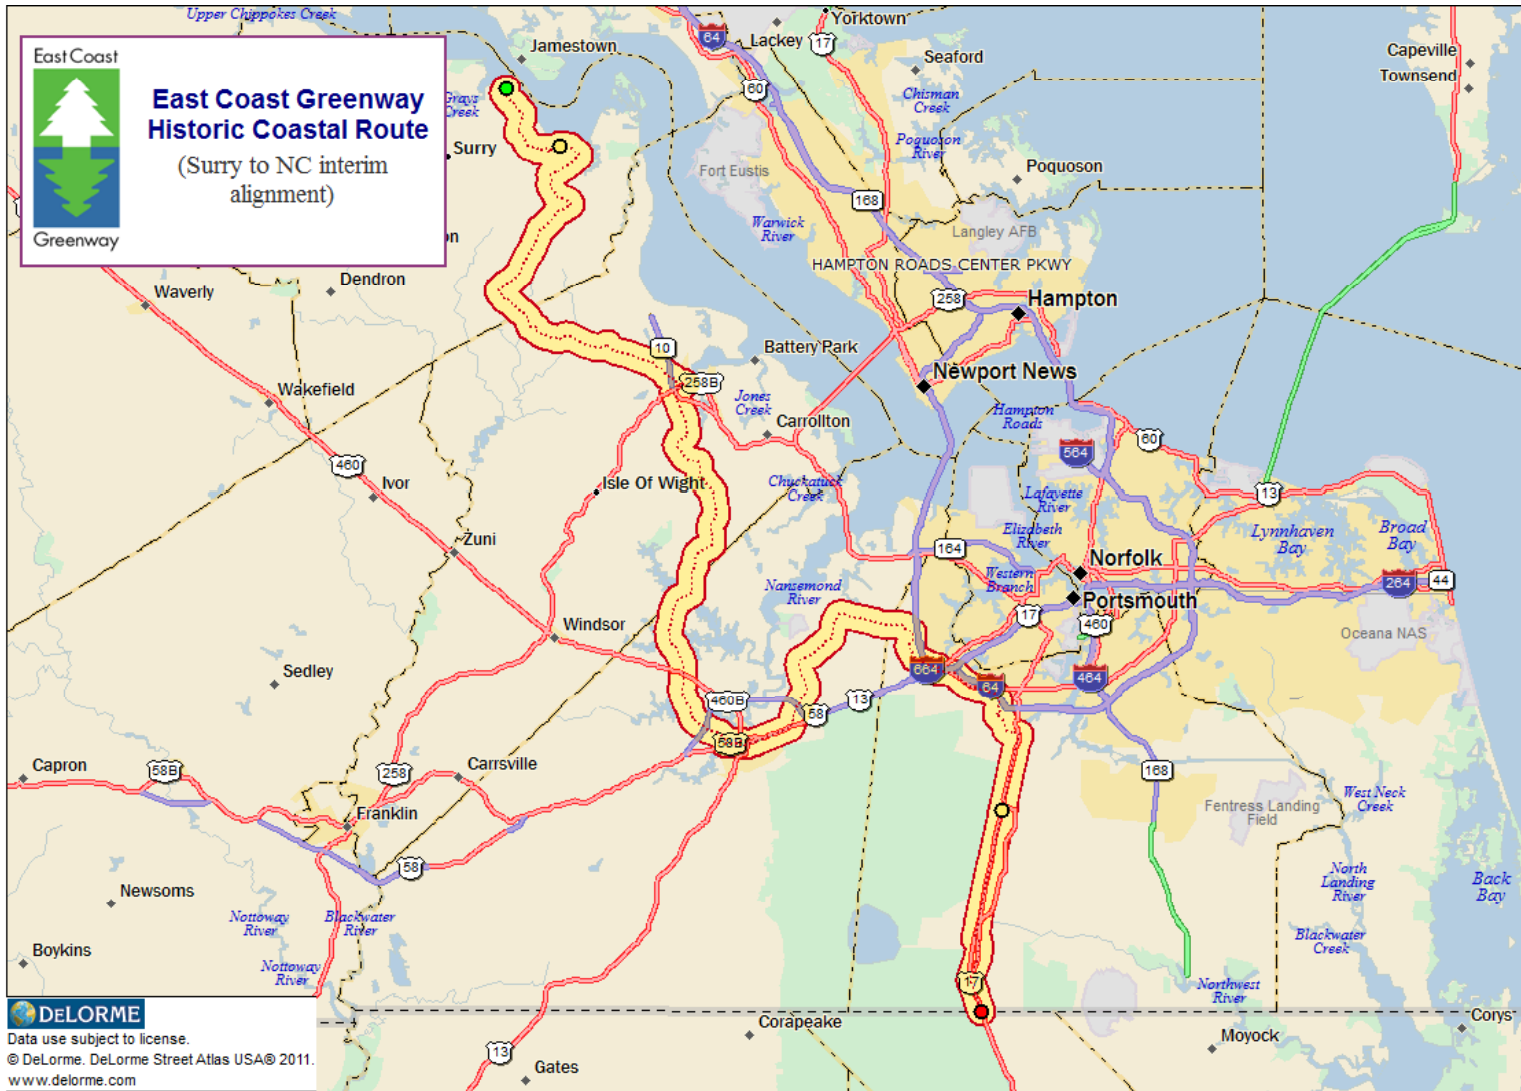 Upper Chippokes Creek
Yorktown
Jamestown
64
Lackey
17
Capeville
Seaford
Townsend
East Coast
East Coast Greenway
Historic Coastal Route
(Surry to NC interim
alignment)
Greenway
Grays
Creek
60
Chisman
Creek
Surry
Poquoson
River
Fort Eustis
Poquoson
168
Warwick
River
Langley AFB
on
HAMPTON ROADS CENTER PKWY
Dendron
Waverly
258
Hampton
10
Battery Park
Newport News
Wakefield
258B
Jones
Creek
Hampton
Roads
Carrollton
60
564
460
Ivor
Isle Of Wight
Chuckatuck
Creek
13
Lafayette
River
Elizabeth
River
Lynnhaven
Bay
Broad
Bay
Zuni
164
Norfolk
Western
Branch
264
44
Nansemond
River
Portsmouth
17
460
Windsor
Oceana NAS
Sedley
664
64
464
460B
13
58
58B
Capron
58B
258
Carrsville
168
West Neck
Creek
Fentress Landing
Field
Franklin
58
Newsoms
North
Landing
River
Back
Bay
Nottoway
River
Blackwater
River
Blackwater
Creek
Boykins
Nottoway
River
17
Northwest
River
DELORME
Data use subject to license.
© DeLorme. DeLorme Street Atlas USA® 2011.
www.delorme.com
Corapeake
Moyock
Corys
13
Gates